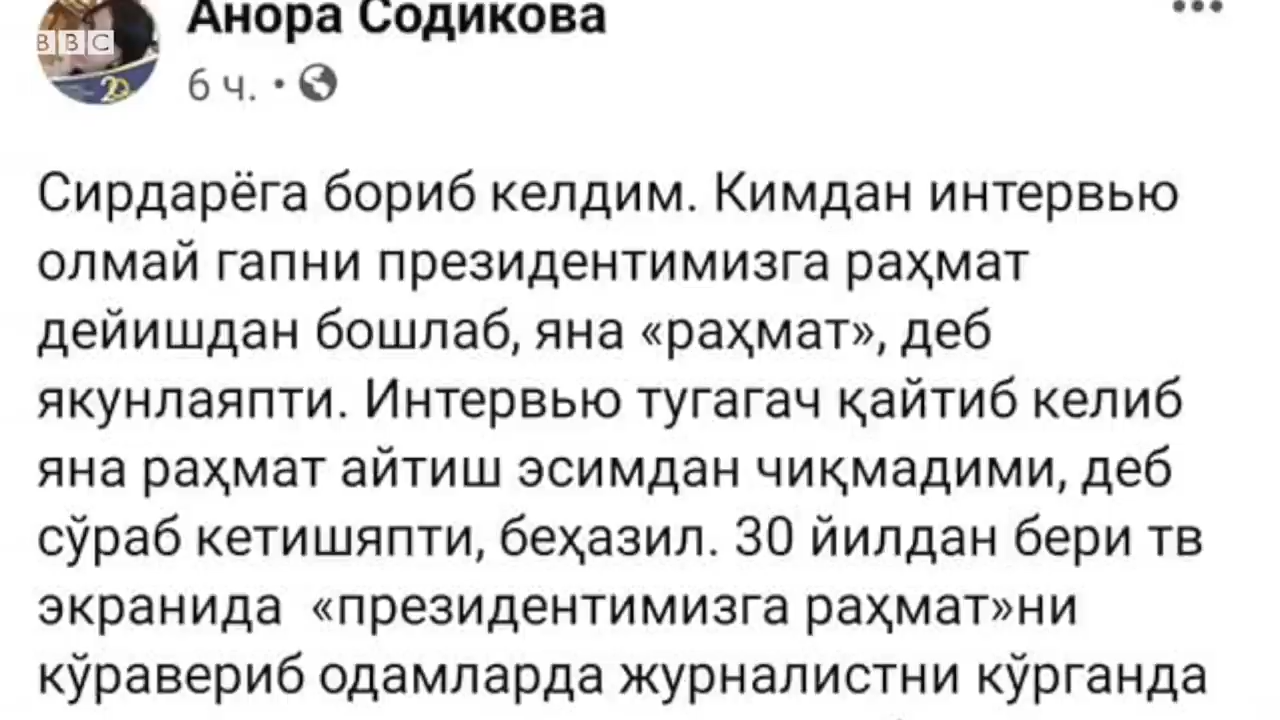 Анора Содикова
BBC
20
6 ч.
Сирдарёга бориб келдим. Кимдан интервью
олмай гапни президентимизга раҳмат
дейишдан бошлаб, яна «раҳмат», деб
якунлаяпти. Интервью тугагач қайтиб келиб
яна раҳмат айтиш эсимдан чиқмадими, деб
сўраб кетишяпти, беҳазил. 30 йилдан бери тв
экранида «президентимизга раҳмат»ни
кўравериб одамларда журналистни кўрганда